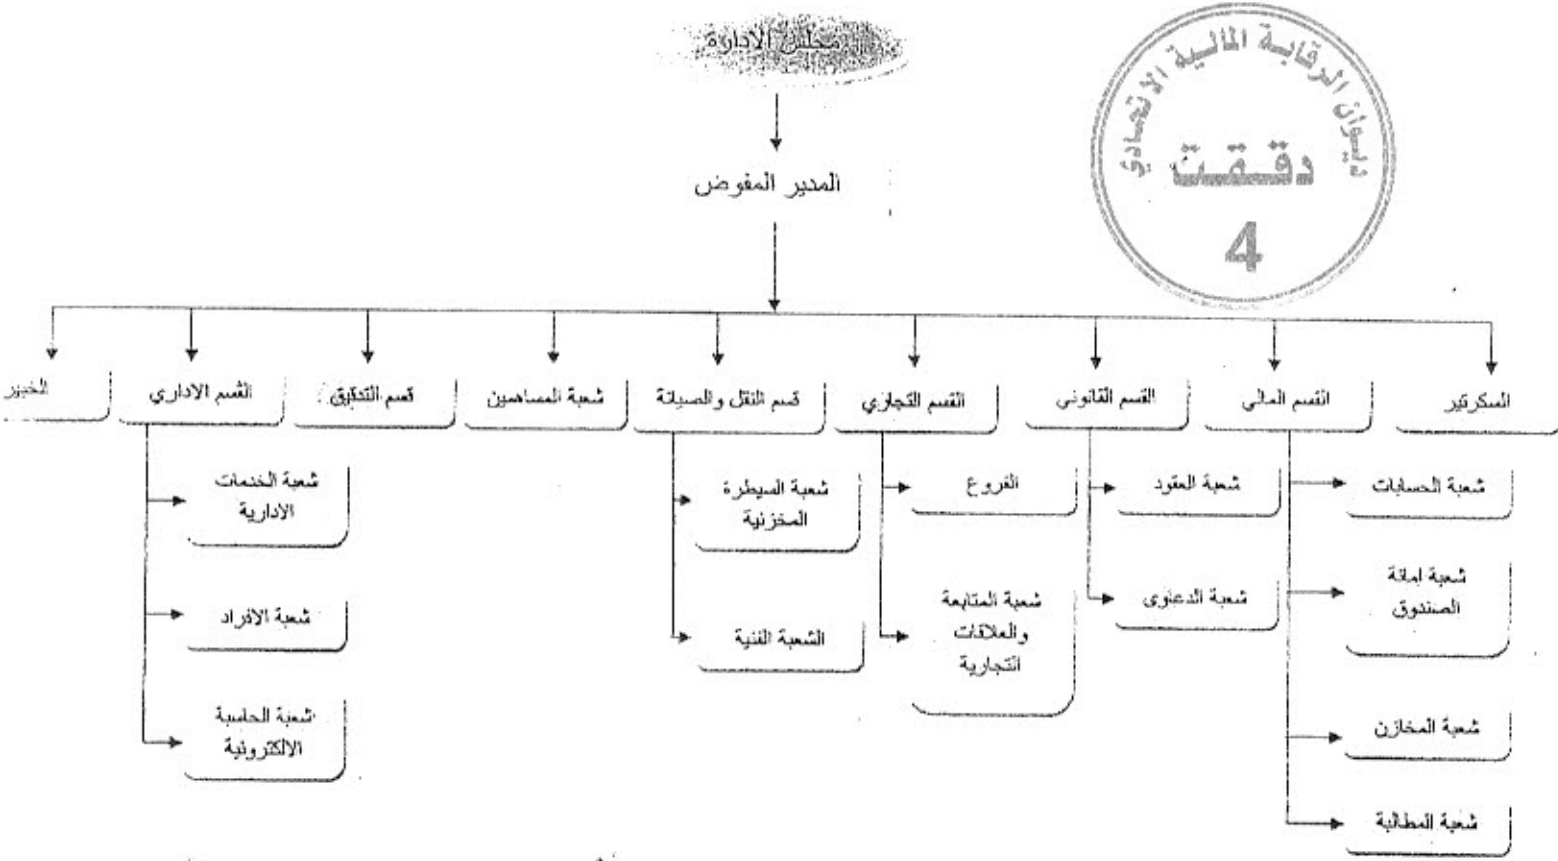 مجلس الادارة
ديوان الرقابة المالية الاتحادي
دققت
4
المدير المفوض
السكرتير
القسم المالي
القسم القانوني
القسم التجاري
قسم النقل والصيانة
شعبة المساهمين
قسم التدقيق
القسم الاداري
الخبير
شعبة الحسابات
شعبة امانة
الصندوق
شعبة المخازن
شعبة المطالبة
شعبة العقود
شعبة الدعاوى
الفروع
شعبة المتابعة
والعلاقات
التجارية
شعبة السيطرة
المخزنية
الشعبة الفنية
شعبة الخدمات
الادارية
شعبة الافراد
شعبة الحاسبة
الالكترونية